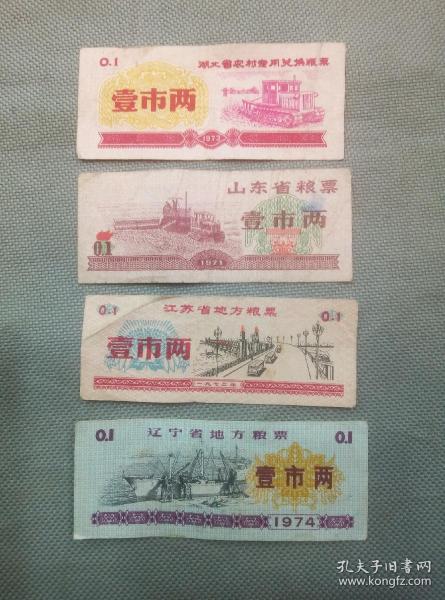 0.1
湖北省农村专用兑换粮票
壹市两
1973
山东省粮票
壹市两
0.1
1971
江苏省地方粮票
0.1
0.1
壹市两
一九七二年
辽宁省地方粮票
0.1
0.1
壹市两
1974
孔夫子旧书网
www.kongfz.com